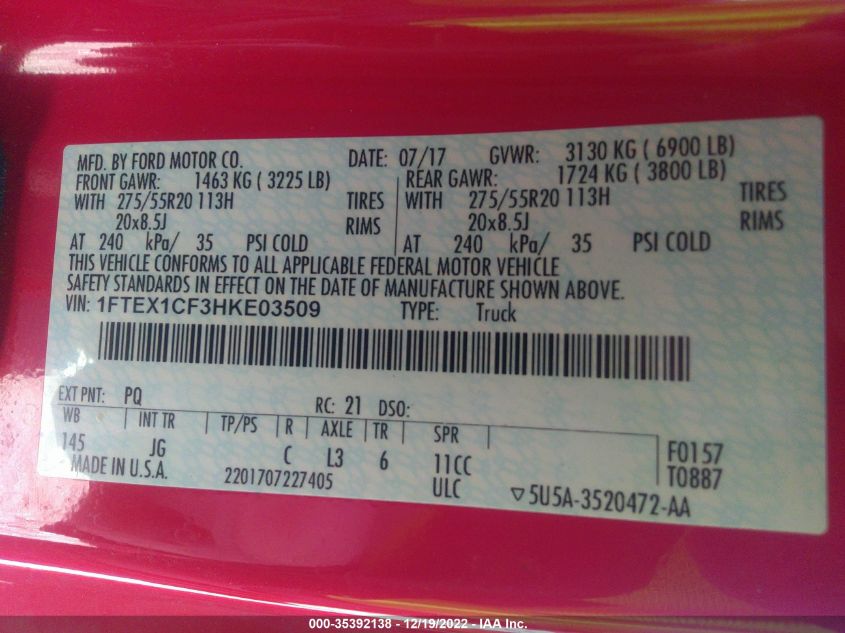 MFD. BY FORD MOTOR CO. DATE: 07/17 GVWR: 3130 KG ( 6900 LB)
FRONT GAWR: 1463 KG ( 3225 LB) REAR GAWR: 1724 KG ( 3800 LB)
WITH 275/55R20 113H TIRES WITH 275/55R20 113H TIRES
20x8.5J RIMS 20x8.5J RIMS
AT 240 kPa/ 35 PSI COLD AT 240 kPa/ 35 PSI COLD
THIS VEHICLE CONFORMS TO ALL APPLICABLE FEDERAL MOTOR VEHICLE
SAFETY STANDARDS IN EFFECT ON THE DATE OF MANUFACTURE SHOWN ABOVE.
VIN: 1FTEX1CF3HKE03509 TYPE: Truck
EXT PNT: PQ RC: 21 DSO:
WB INT TR TP/PS R AXLE TR SPR
145 JG C L3 6 11CC F0157
MADE IN U.S.A. 2201707227405 ULC T0887
▽5U5A-3520472-AA
000-35392138 - 12/19/2022 - IAA Inc.